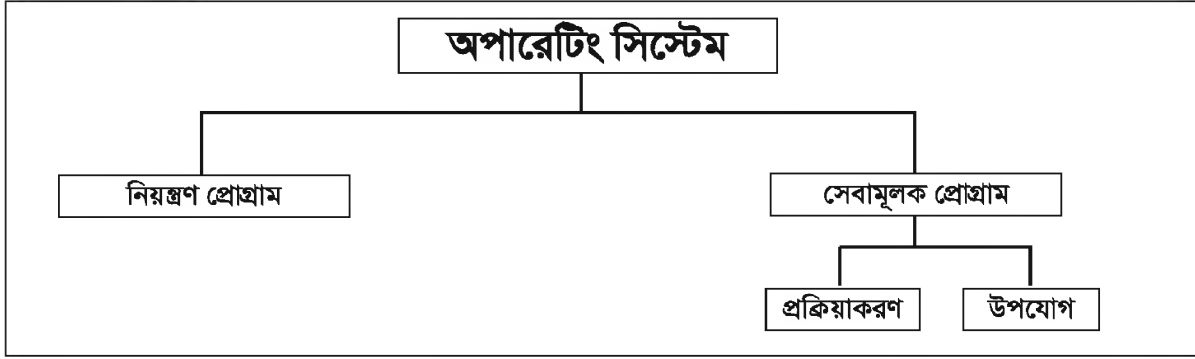 অপারেটিং সিস্টেম
নিয়ন্ত্রণ প্রোগ্রাম
সেবামূলক প্রোগ্রাম
প্রক্রিয়াকরণ
উপযোগ